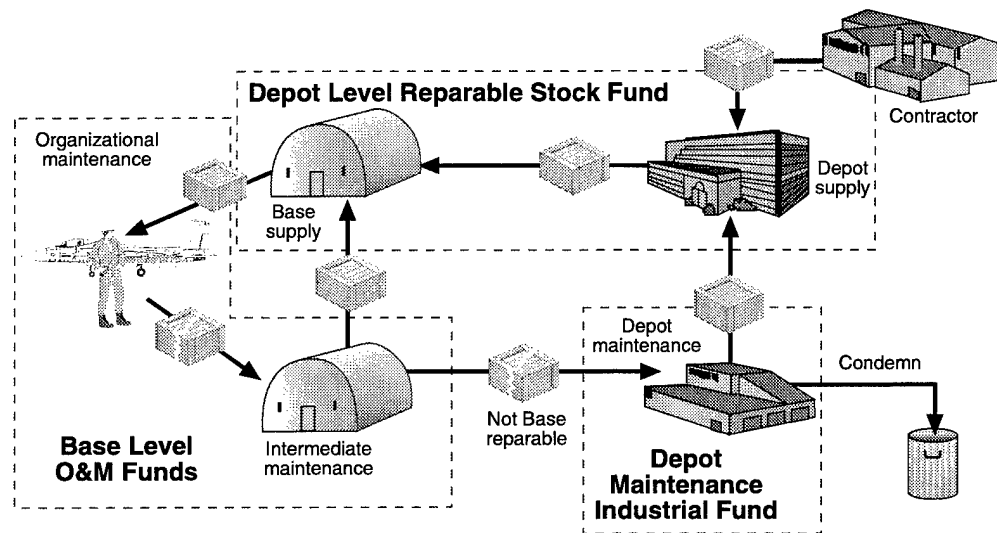 Depot Level Reparable Stock Fund
Contractor
Organizational
maintenance
Depot
supply
Base
supply
Depot
maintenance
Condemn
Not Base
reparable
Intermediate
maintenance
Base Level
O&M Funds
Depot
Maintenance
Industrial Fund